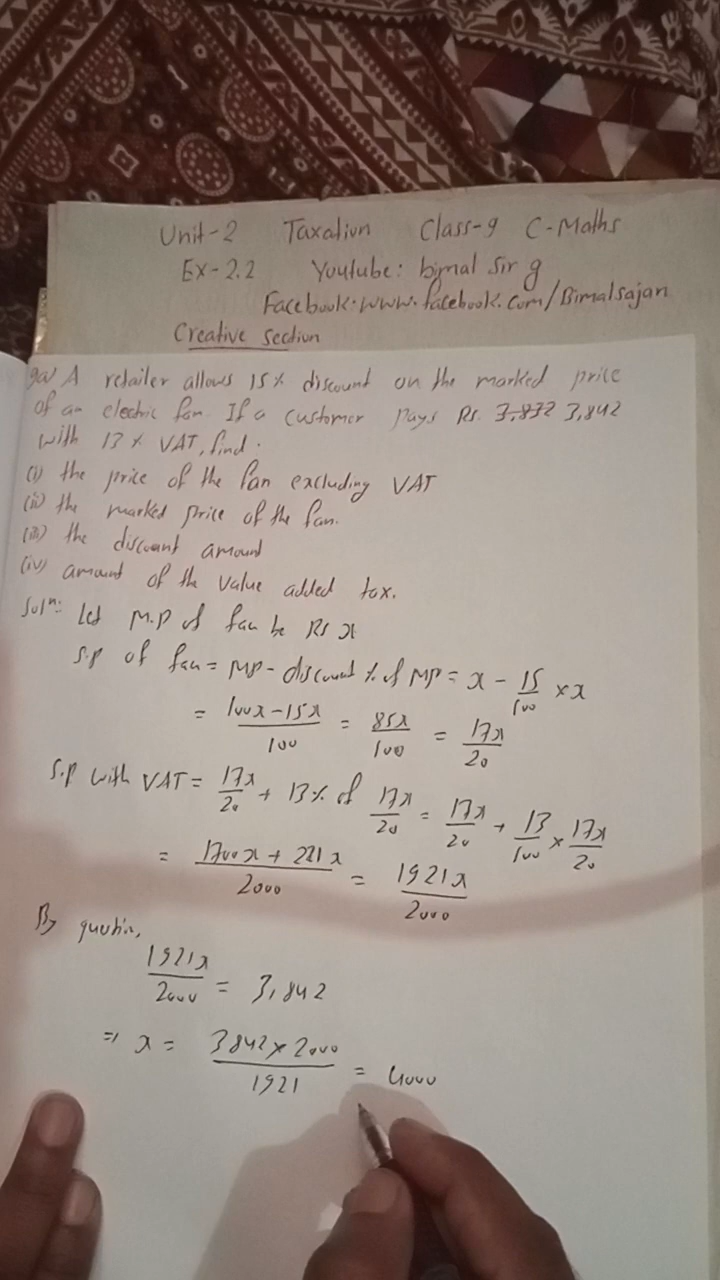 Unit-2 Taxation Class-9 C-Maths
Ex-2.2 Youtube: bimal sir g
Facebook: www.facebook.com/Bimalsajan
Creative section
9a) A retailer allows 15% discount on the marked price
of an electric fan. If a customer pays Rs. 3,832 3,842
with 13% VAT, find.
(i) the price of the fan excluding VAT
(ii) the marked price of the fan.
(iii) the discount amount
(iv) amount of the value added tax.
Solⁿ: Let M.P of fan be Rs x
S.p of fan = MP - discount % of MP = x - 15/100 × x
= 100x-15x/100 = 85x/100 = 17x/20
S.p with VAT = 17x/20 + 13% of 17x/20 = 17x/20 + 13/100 × 17x/20
= 1700x + 221x/2000 = 1921x/2000
By question,
1921x/2000 = 3,842
⇒ x = 3842×2000/1921 = 4000